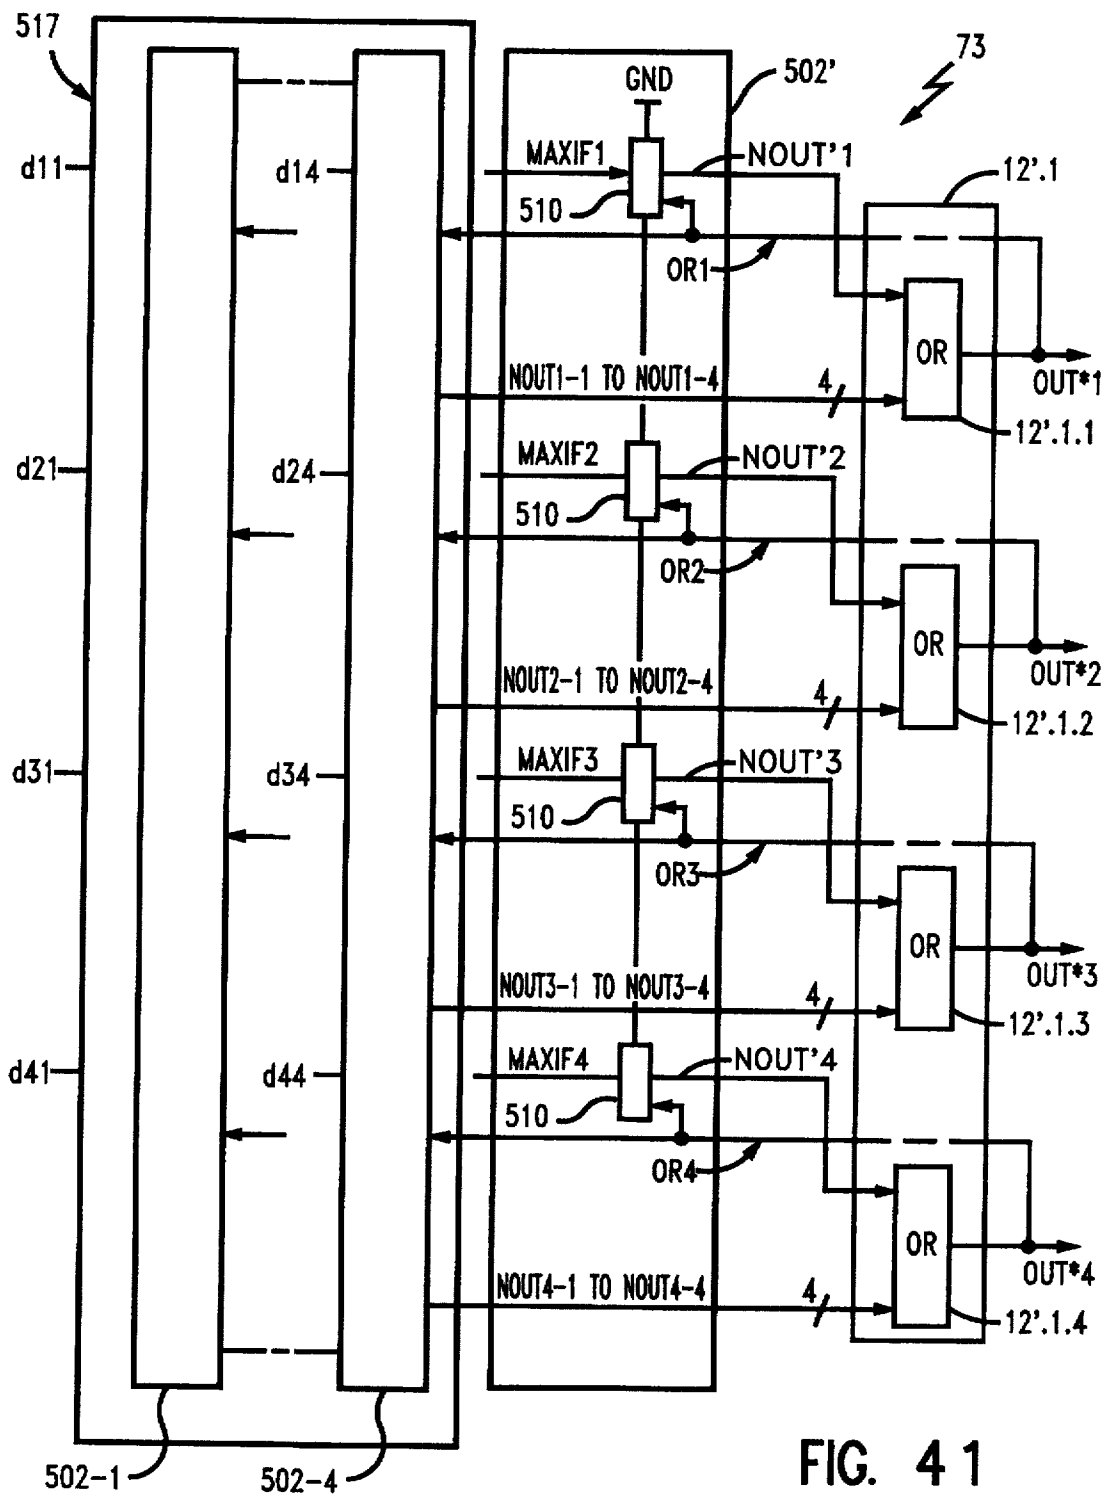 517
73
502'
GND
MAXIF1
NOUT'1
12'.1
d11
d14
510
OR1
OR
NOUT1-1 TO NOUT1-4
4
OUT*1
12'.1.1
MAXIF2
NOUT'2
d21
d24
510
OR2
OR
NOUT2-1 TO NOUT2-4
4
OUT*2
12'.1.2
MAXIF3
NOUT'3
d31
d34
510
OR3
OR
NOUT3-1 TO NOUT3-4
4
OUT*3
12'.1.3
MAXIF4
NOUT'4
d41
d44
510
OR4
OR
NOUT4-1 TO NOUT4-4
4
OUT*4
12'.1.4
502-1
502-4
FIG. 41